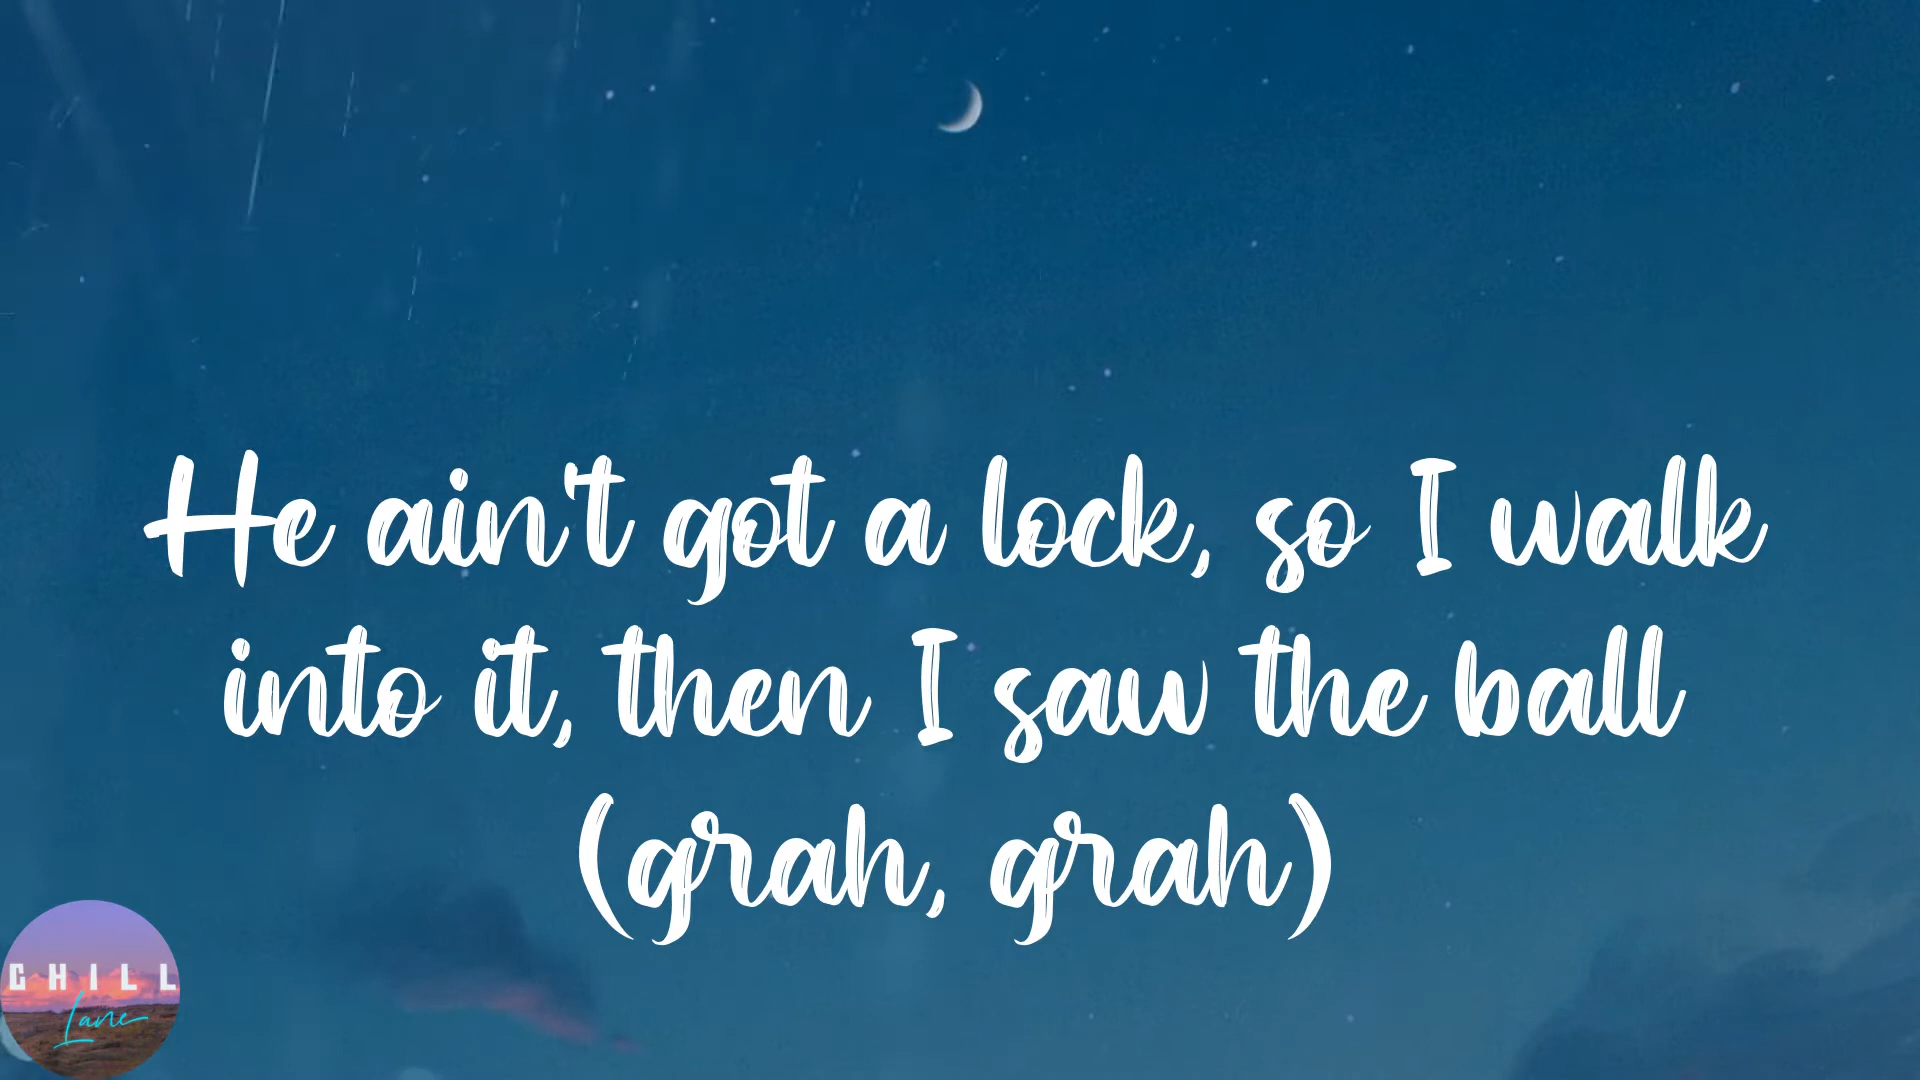 He ain't got a lock, so I walk
into it, then I saw the ball
(grah, grah)
CHILL
Lane